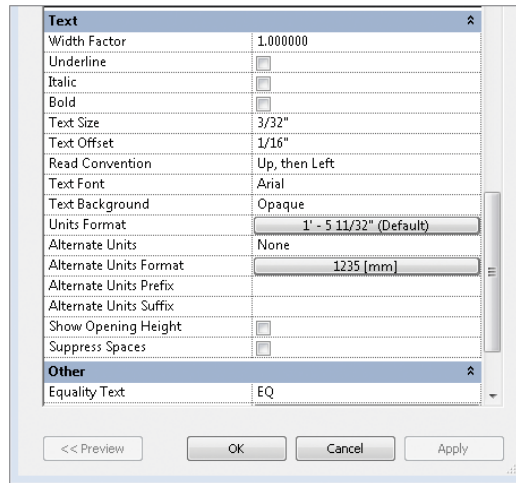 Text
Width Factor 1.000000
Underline
Italic
Bold
Text Size 3/32"
Text Offset 1/16"
Read Convention Up, then Left
Text Font Arial
Text Background Opaque
Units Format 1' - 5 11/32" (Default)
Alternate Units None
Alternate Units Format 1235 [mm]
Alternate Units Prefix
Alternate Units Suffix
Show Opening Height
Suppress Spaces
Other
Equality Text EQ
<< Preview OK Cancel Apply